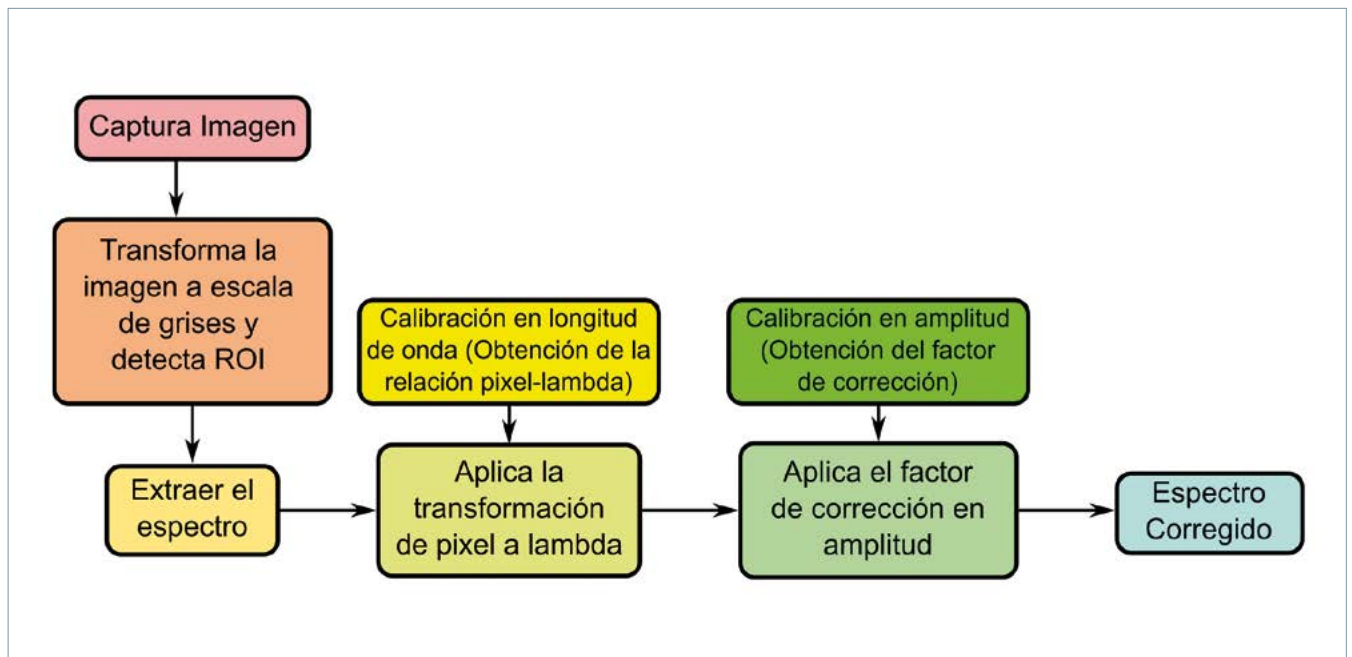 Captura Imagen
Transforma la
imagen a escala
de grises y
detecta ROI
Calibración en longitud
de onda (Obtención de la
relación pixel-lambda)
Calibración en amplitud
(Obtención del factor
de corrección)
Extraer el
espectro
Aplica la
transformación
de pixel a lambda
Aplica el factor
de corrección en
amplitud
Espectro
Corregido